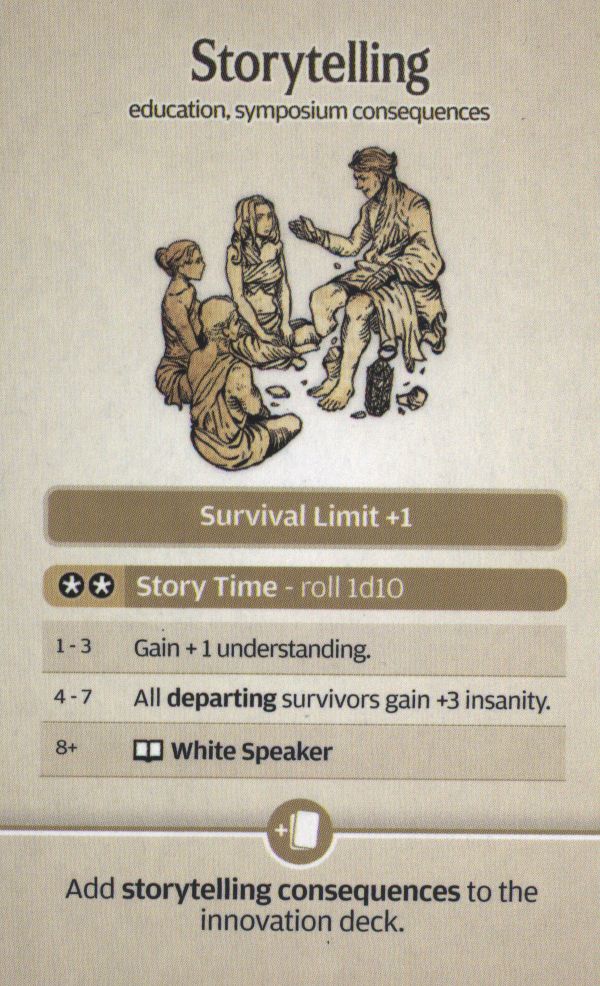 Storytelling
education, symposium consequences
Survival Limit +1
Story Time - roll 1d10
1 - 3 Gain + 1 understanding.
4 - 7 All departing survivors gain +3 insanity.
8+ White Speaker
+
Add storytelling consequences to the
innovation deck.